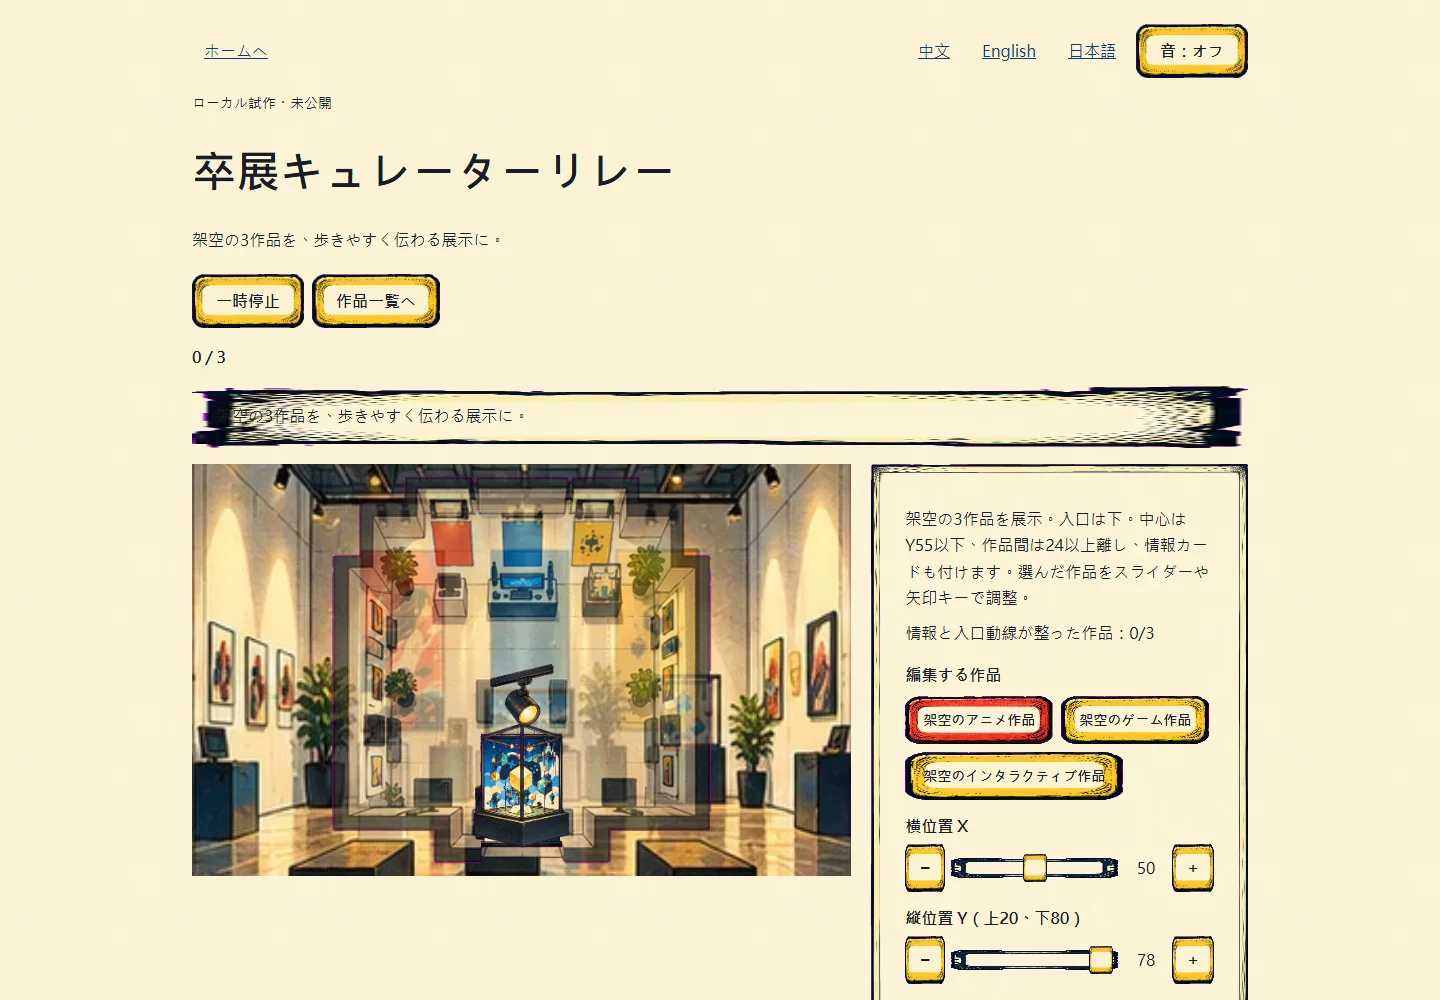 ホームへ
中文 English 日本語 音：オフ
ローカル試作・未公開
卒展キュレーターリレー
架空の3作品を、歩きやすく伝わる展示に。
一時停止 作品一覧へ
0 / 3
架空の3作品を、歩きやすく伝わる展示に。
架空の3作品を展示。入口は下。中心は
Y55以下、作品間は24以上離し、情報カー
ドも付けます。選んだ作品をスライダーや
矢印キーで調整。
情報と入口動線が整った作品：0/3
編集する作品
架空のアニメ作品 架空のゲーム作品
架空のインタラクティブ作品
横位置 X
− 50 +
縦位置 Y（上20、下80）
− 78 +